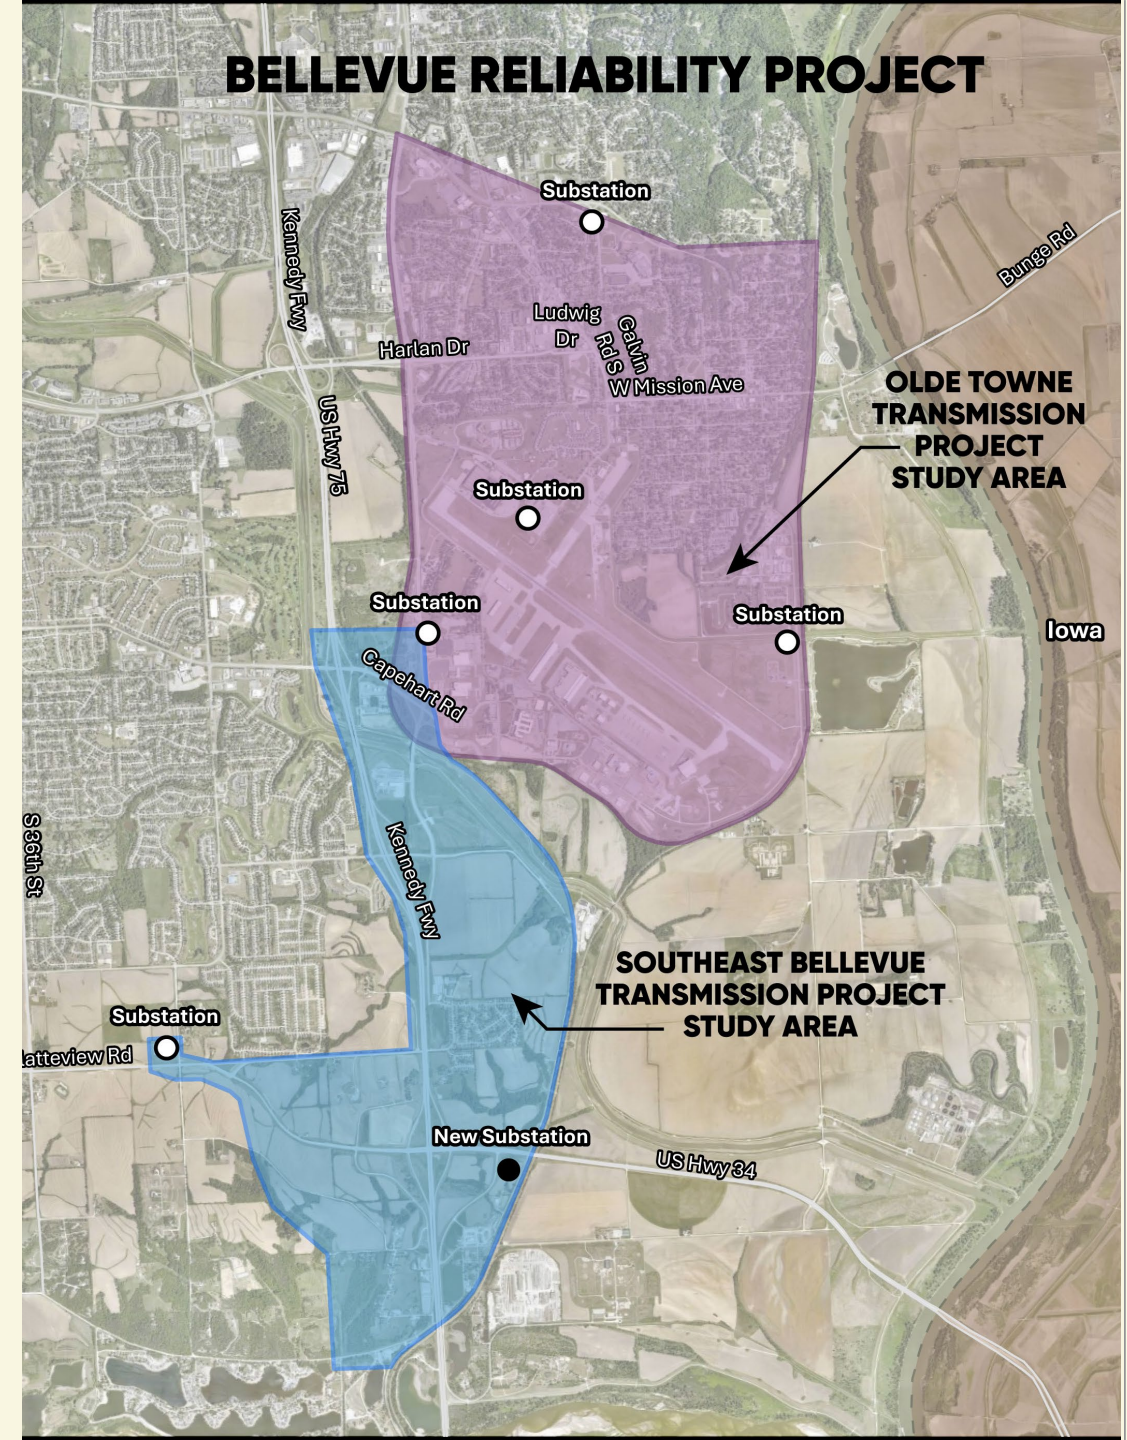 BELLEVUE RELIABILITY PROJECT
Substation
Kennedy Fwy
Bunge Rd
Ludwig
Dr
Galvin
Rd S
Harlan Dr
W Mission Ave
OLDE TOWNE
TRANSMISSION
PROJECT
STUDY AREA
US Hwy 75
Substation
Substation
Substation
Iowa
Capehart Rd
S 36th St
Kennedy Fwy
SOUTHEAST BELLEVUE
TRANSMISSION PROJECT
STUDY AREA
Substation
latteview Rd
New Substation
US Hwy 34